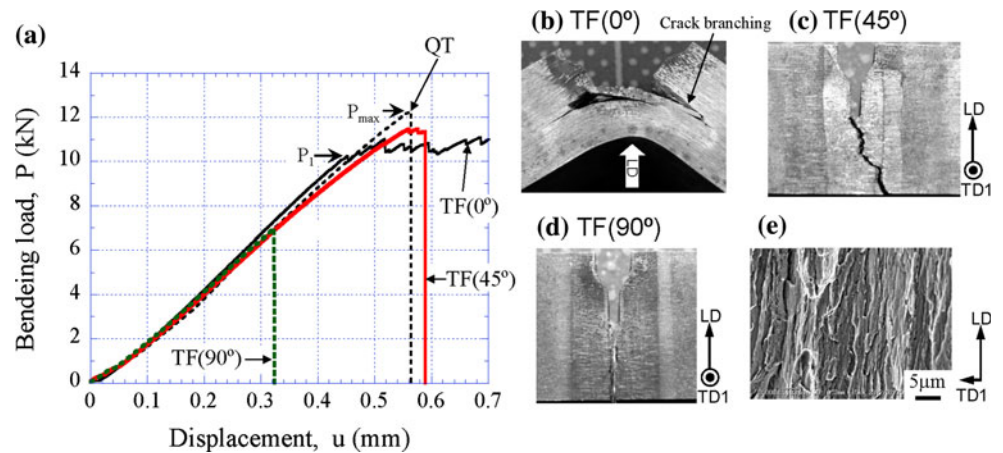 (a)
QT
14
12
10
8
6
4
2
0
Bendeing load, P (kN)
Pmax
P1
TF(0º)
TF(45º)
TF(90º)
0 0.1 0.2 0.3 0.4 0.5 0.6 0.7
Displacement, u (mm)
(b) TF(0º)
Crack branching
LD
(c) TF(45º)
LD
TD1
(d) TF(90º)
LD
TD1
(e)
LD
TD1
5µm